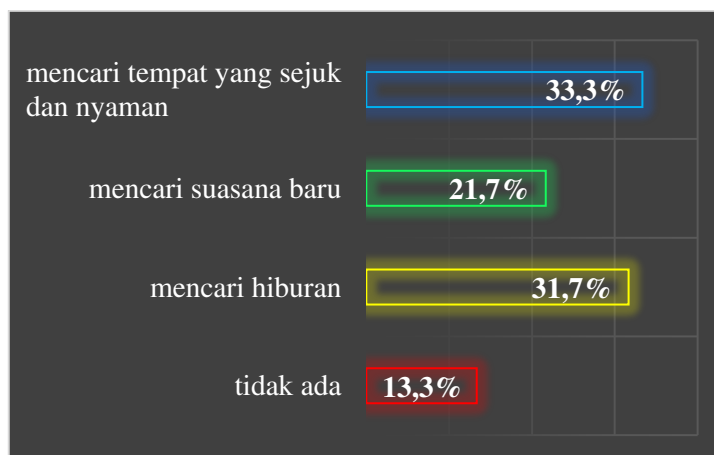 mencari tempat yang sejuk
dan nyaman
33,3%
mencari suasana baru
21,7%
mencari hiburan
31,7%
tidak ada
13,3%